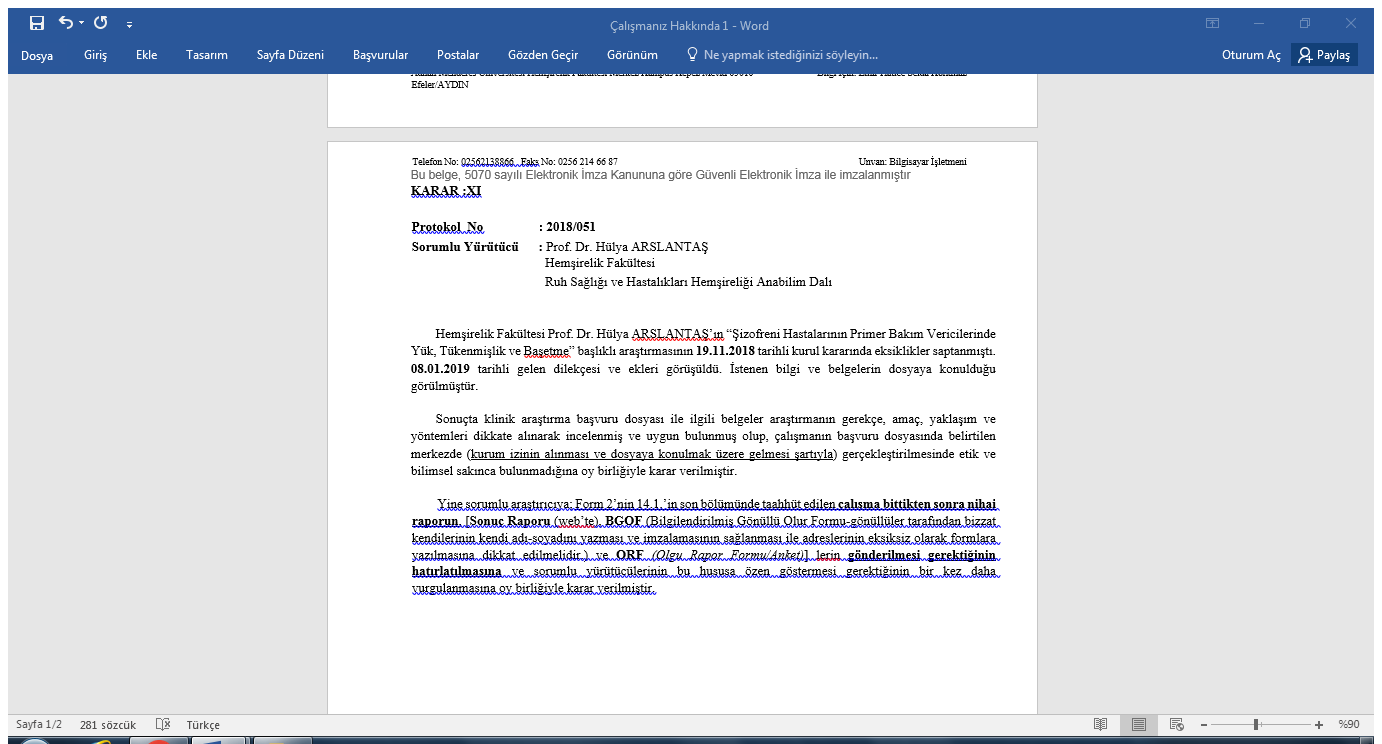 Çalışmanız Hakkında 1 - Word
Dosya Giriş Ekle Tasarım Sayfa Düzeni Başvurular Postalar Gözden Geçir Görünüm Ne yapmak istediğinizi söyleyin... Oturum Aç Paylaş
Efeler/AYDIN
Telefon No: 02562138866 Faks No: 0256 214 66 87 Unvan: Bilgisayar İşletmeni
Bu belge, 5070 sayılı Elektronik İmza Kanununa göre Güvenli Elektronik İmza ile imzalanmıştır
KARAR :XI
Protokol No : 2018/051
Sorumlu Yürütücü : Prof. Dr. Hülya ARSLANTAŞ
Hemşirelik Fakültesi
Ruh Sağlığı ve Hastalıkları Hemşireliği Anabilim Dalı
Hemşirelik Fakültesi Prof. Dr. Hülya ARSLANTAŞ’ın “Şizofreni Hastalarının Primer Bakım Vericilerinde
Yük, Tükenmişlik ve Başetme” başlıklı araştırmasının 19.11.2018 tarihli kurul kararında eksiklikler saptanmıştı.
08.01.2019 tarihli gelen dilekçesi ve ekleri görüşüldü. İstenen bilgi ve belgelerin dosyaya konulduğu
görülmüştür.
Sonuçta klinik araştırma başvuru dosyası ile ilgili belgeler araştırmanın gerekçe, amaç, yaklaşım ve
yöntemleri dikkate alınarak incelenmiş ve uygun bulunmuş olup, çalışmanın başvuru dosyasında belirtilen
merkezde (kurum izinin alınması ve dosyaya konulmak üzere gelmesi şartıyla) gerçekleştirilmesinde etik ve
bilimsel sakınca bulunmadığına oy birliğiyle karar verilmiştir.
Yine sorumlu araştırıcıya; Form 2’nin 14.1.’in son bölümünde taahhüt edilen çalışma bittikten sonra nihai
raporun, [Sonuç Raporu (web’te), BGOF (Bilgilendirilmiş Gönüllü Olur Formu-gönüllüler tarafından bizzat
kendilerinin kendi adı-soyadını yazması ve imzalamasının sağlanması ile adreslerinin eksiksiz olarak formlara
yazılmasına dikkat edilmelidir.) ve ORF (Olgu Rapor Formu/Anket)] lerin gönderilmesi gerektiğinin
hatırlatılmasına ve sorumlu yürütücülerinin bu hususa özen göstermesi gerektiğinin bir kez daha
vurgulanmasına oy birliğiyle karar verilmiştir.
Sayfa 1/2 281 sözcük Türkçe %90